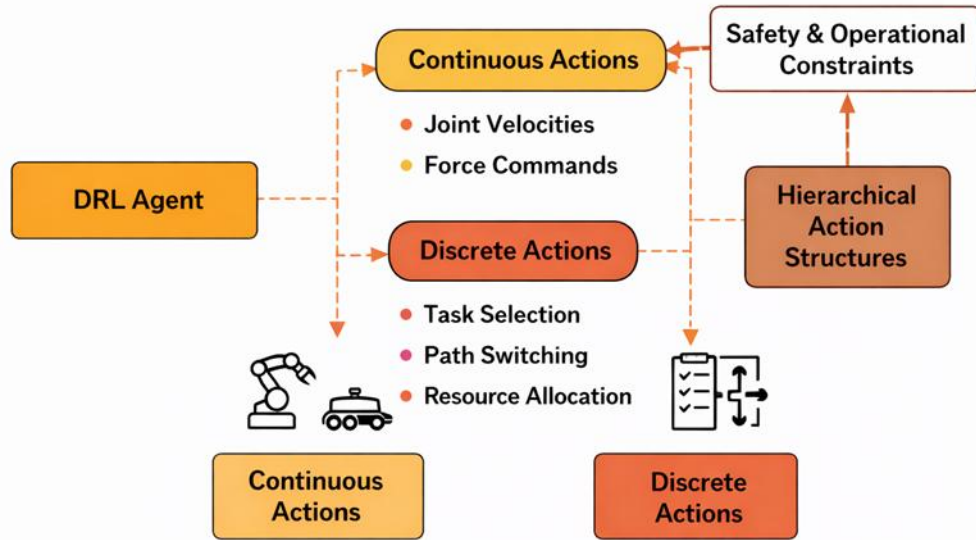 Continuous Actions
Safety & Operational
Constraints
Joint Velocities
Force Commands
DRL Agent
Hierarchical
Action
Structures
Discrete Actions
Task Selection
Path Switching
Resource Allocation
Continuous
Actions
Discrete
Actions